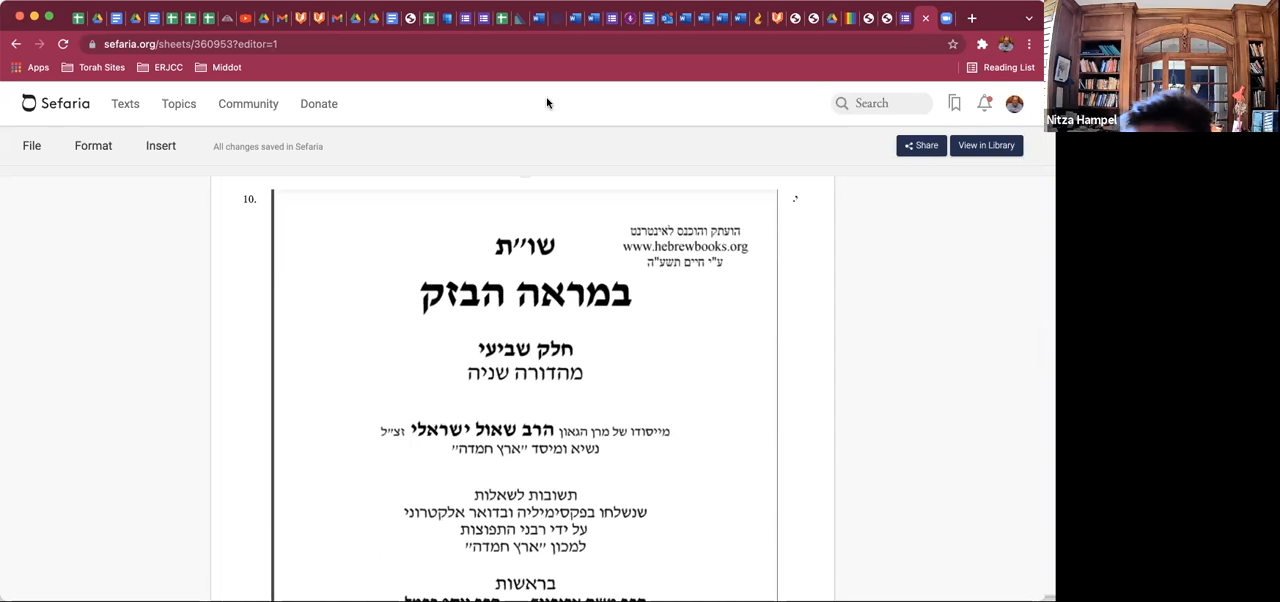 sefaria.org/sheets/360953?editor=1
Apps
Torah Sites
ERJCC
Middot
Reading List
Sefaria
Texts
Topics
Community
Donate
Search
Nitza Hampel
File
Format
Insert
All changes saved in Sefaria
Share
View in Library
10.
י.
הועתק והוכנס לאינטרנט
www.hebrewbooks.org
ע"י חיים תשע"ה
שו״ת
במראה הבזק
חלק שביעי
מהדורה שניה
מייסודו של מרן הגאון הרב שאול ישראלי זצ״ל
נשיא ומיסד ״ארץ חמדה״
תשובות לשאלות
שנשלחו בפקסימיליה ובדואר אלקטרוני
על ידי רבני התפוצות
למכון ״ארץ חמדה״
בראשות